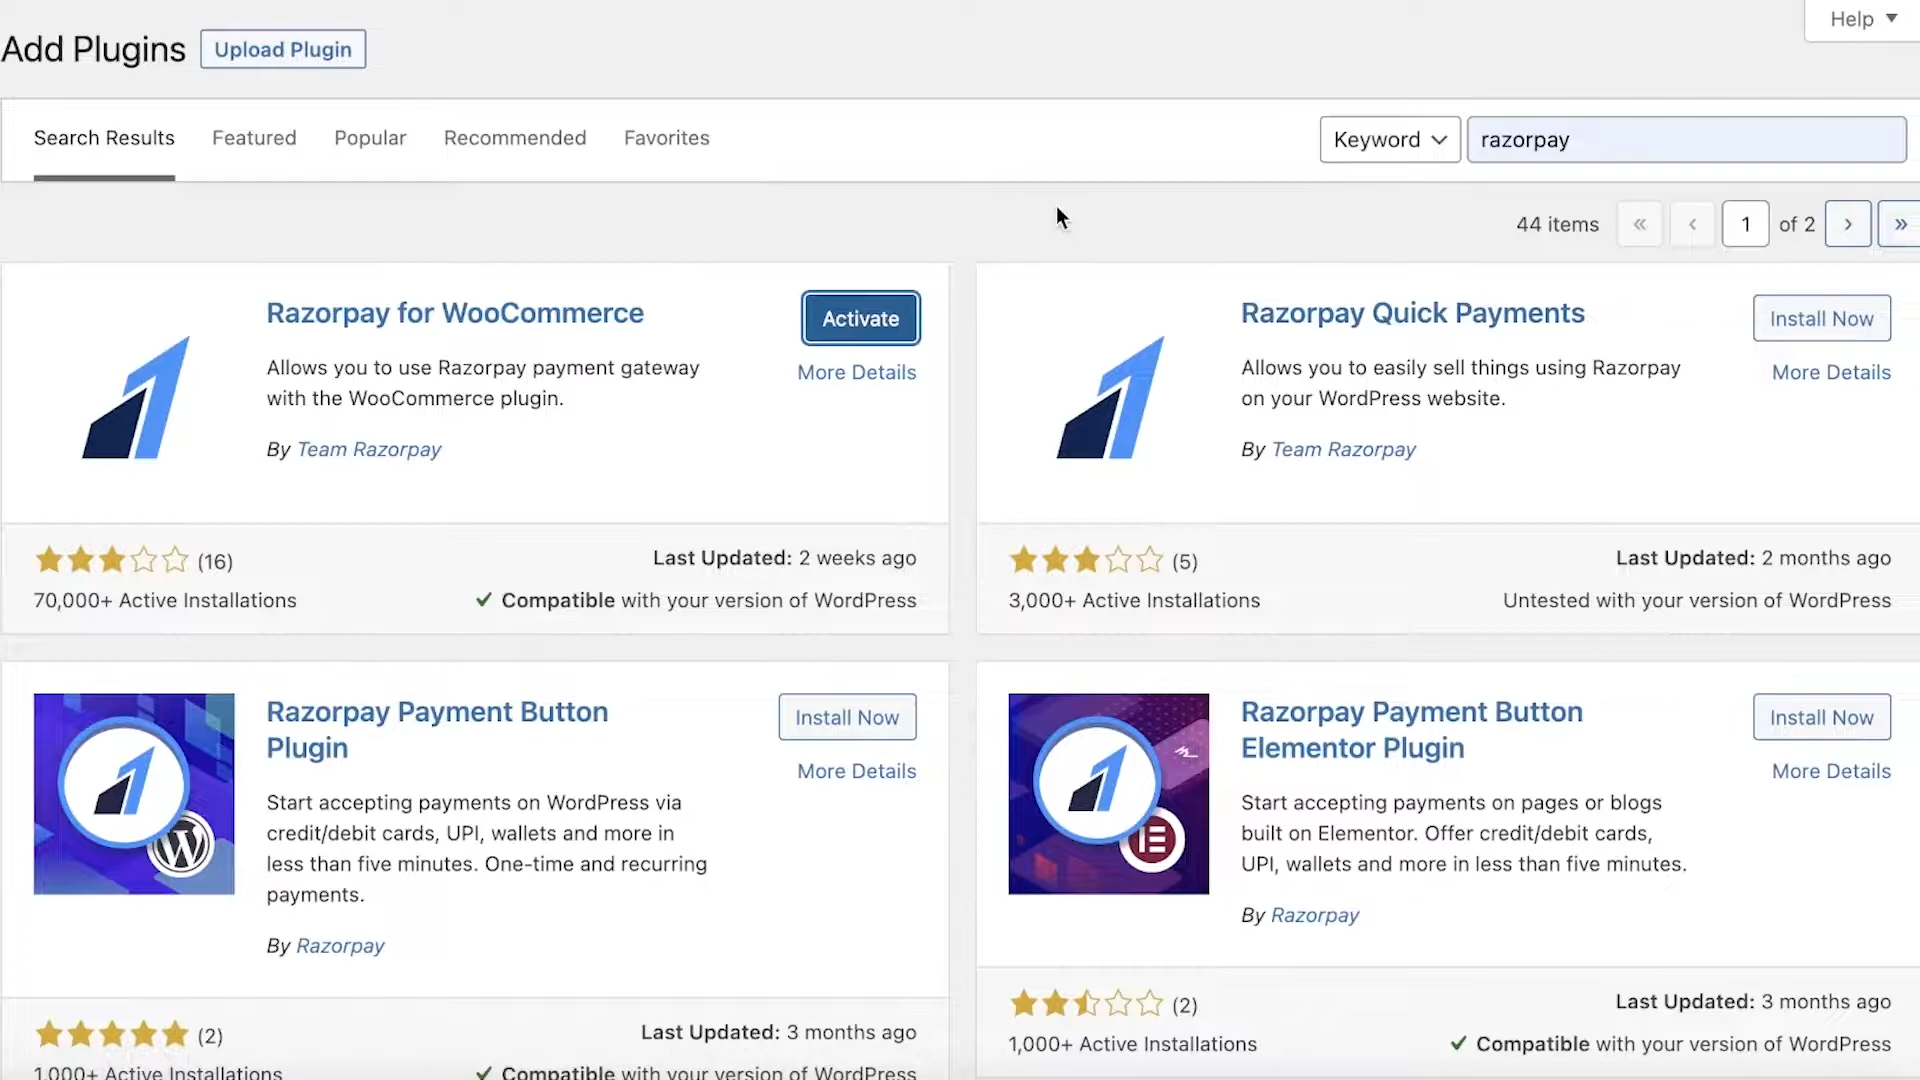 Help
Add Plugins Upload Plugin
Search Results Featured Popular Recommended Favorites Keyword razorpay
44 items « ‹ 1 of 2 › »
Razorpay for WooCommerce
Activate
Allows you to use Razorpay payment gateway
with the WooCommerce plugin.
More Details
By Team Razorpay
(16)
Last Updated: 2 weeks ago
70,000+ Active Installations
Compatible with your version of WordPress
Razorpay Quick Payments
Install Now
Allows you to easily sell things using Razorpay
on your WordPress website.
More Details
By Team Razorpay
(5)
Last Updated: 2 months ago
3,000+ Active Installations
Untested with your version of WordPress
Razorpay Payment Button
Plugin
Install Now
More Details
Start accepting payments on WordPress via
credit/debit cards, UPI, wallets and more in
less than five minutes. One-time and recurring
payments.
By Razorpay
(2)
Last Updated: 3 months ago
1,000+ Active Installations
Compatible with your version of WordPress
Razorpay Payment Button
Elementor Plugin
Install Now
More Details
Start accepting payments on pages or blogs
built on Elementor. Offer credit/debit cards,
UPI, wallets and more in less than five minutes.
By Razorpay
(2)
Last Updated: 3 months ago
1,000+ Active Installations
Compatible with your version of WordPress